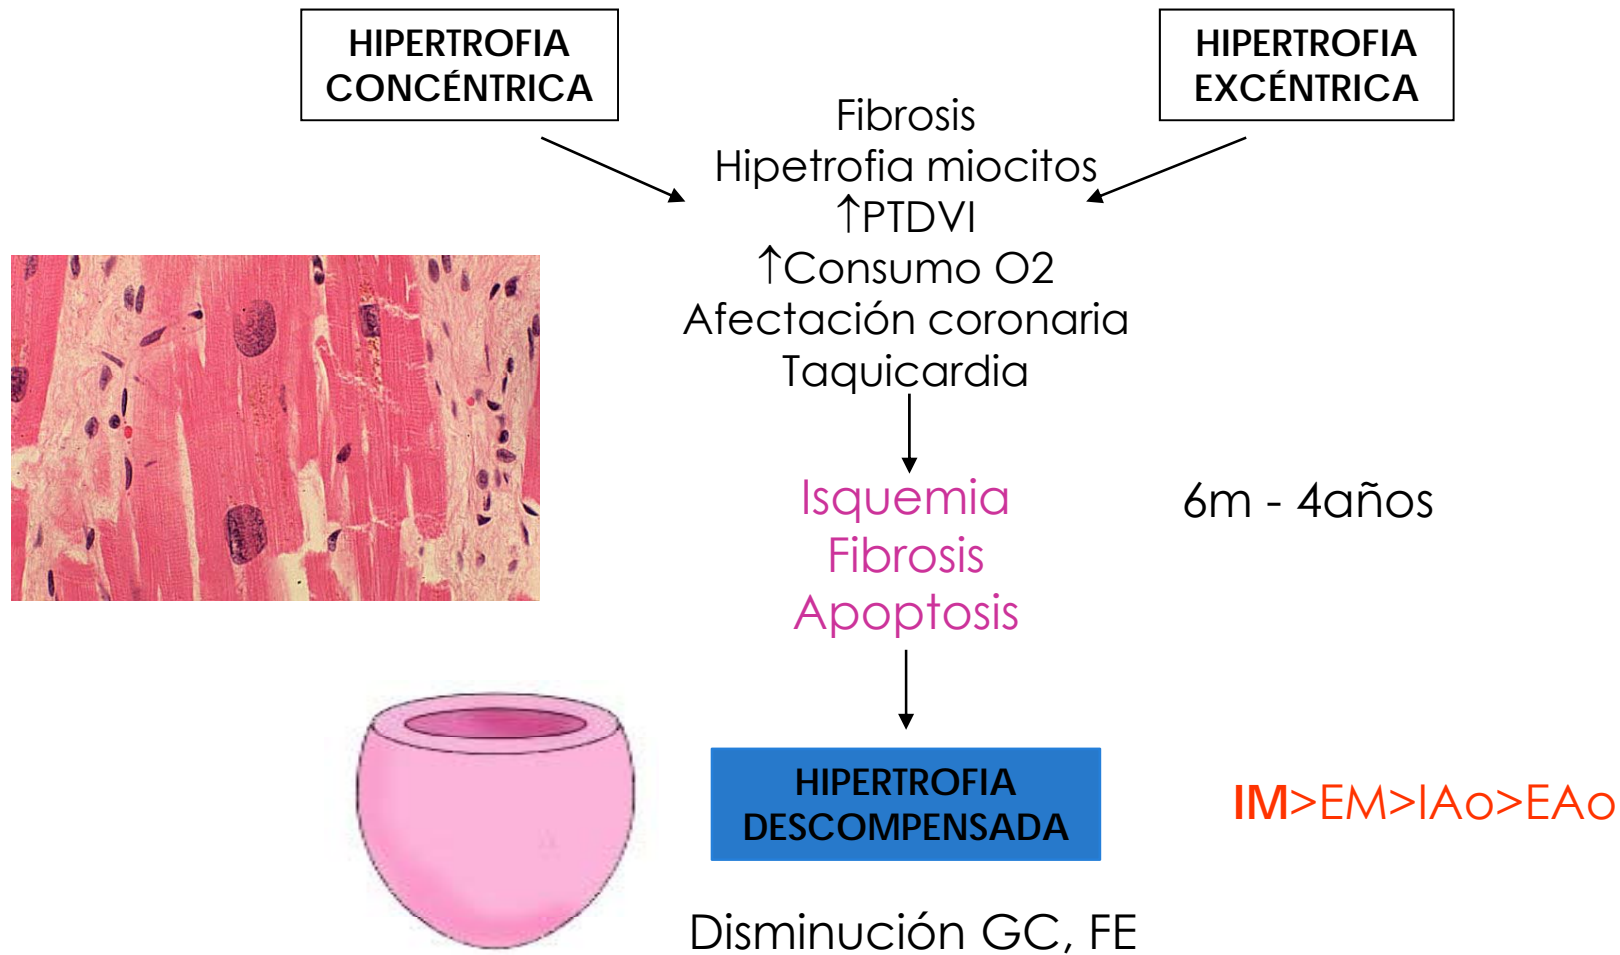 HIPERTROFIA
CONCÉNTRICA
HIPERTROFIA
EXCÉNTRICA
Fibrosis
Hipetrofia miocitos
↑PTDVI
↑Consumo O2
Afectación coronaria
Taquicardia
Isquemia
Fibrosis
Apoptosis
6m - 4años
HIPERTROFIA
DESCOMPENSADA
IM>EM>IAo>EAo
Disminución GC, FE